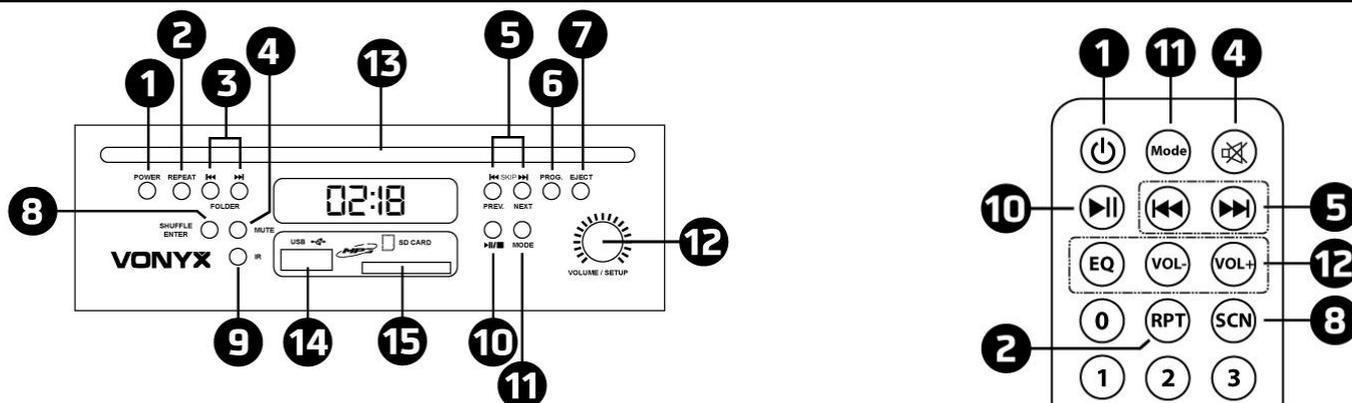 2 5 7
4
1 3 13 6
1 11 4
POWER REPEAT ⏮ ⏭ ⏮ SKIP ⏭ PROG. EJECT
Mode
02:18
FOLDER PREV. NEXT
8
10 5
SHUFFLE
ENTER MUTE
USB MP3 SD CARD ⏯/⏹ MODE
12
VONYX IR
VOLUME / SETUP
EQ VOL- VOL+ 12
0 RPT SCN 8
9 14 15 10
2
11
1 2 3